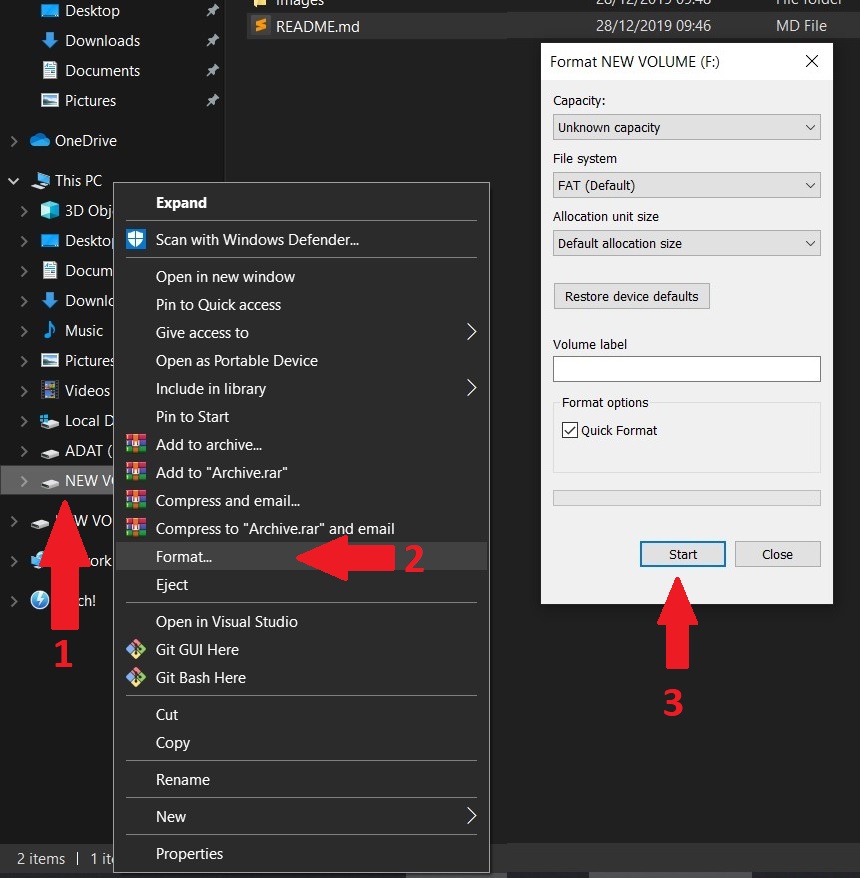 Desktop
Downloads
Documents
Pictures
OneDrive
This PC
3D Obj
Desktop
Docum
Downlo
Music
Pictures
Videos
Local D
ADAT (
NEW VO
W VO
work
ch!
1
2 items
1 ite
28/12/2019 09:48
File folder
Images
README.md
28/12/2019 09:46
MD File
Expand
Scan with Windows Defender...
Open in new window
Pin to Quick access
Give access to
Open as Portable Device
Include in library
Pin to Start
Add to archive...
Add to "Archive.rar"
Compress and email...
Compress to "Archive.rar" and email
Format...
2
Eject
Open in Visual Studio
Git GUI Here
Git Bash Here
Cut
Copy
Rename
New
Properties
Format NEW VOLUME (F:)
Capacity:
Unknown capacity
File system
FAT (Default)
Allocation unit size
Default allocation size
Restore device defaults
Volume label
Format options
Quick Format
Start
Close
3